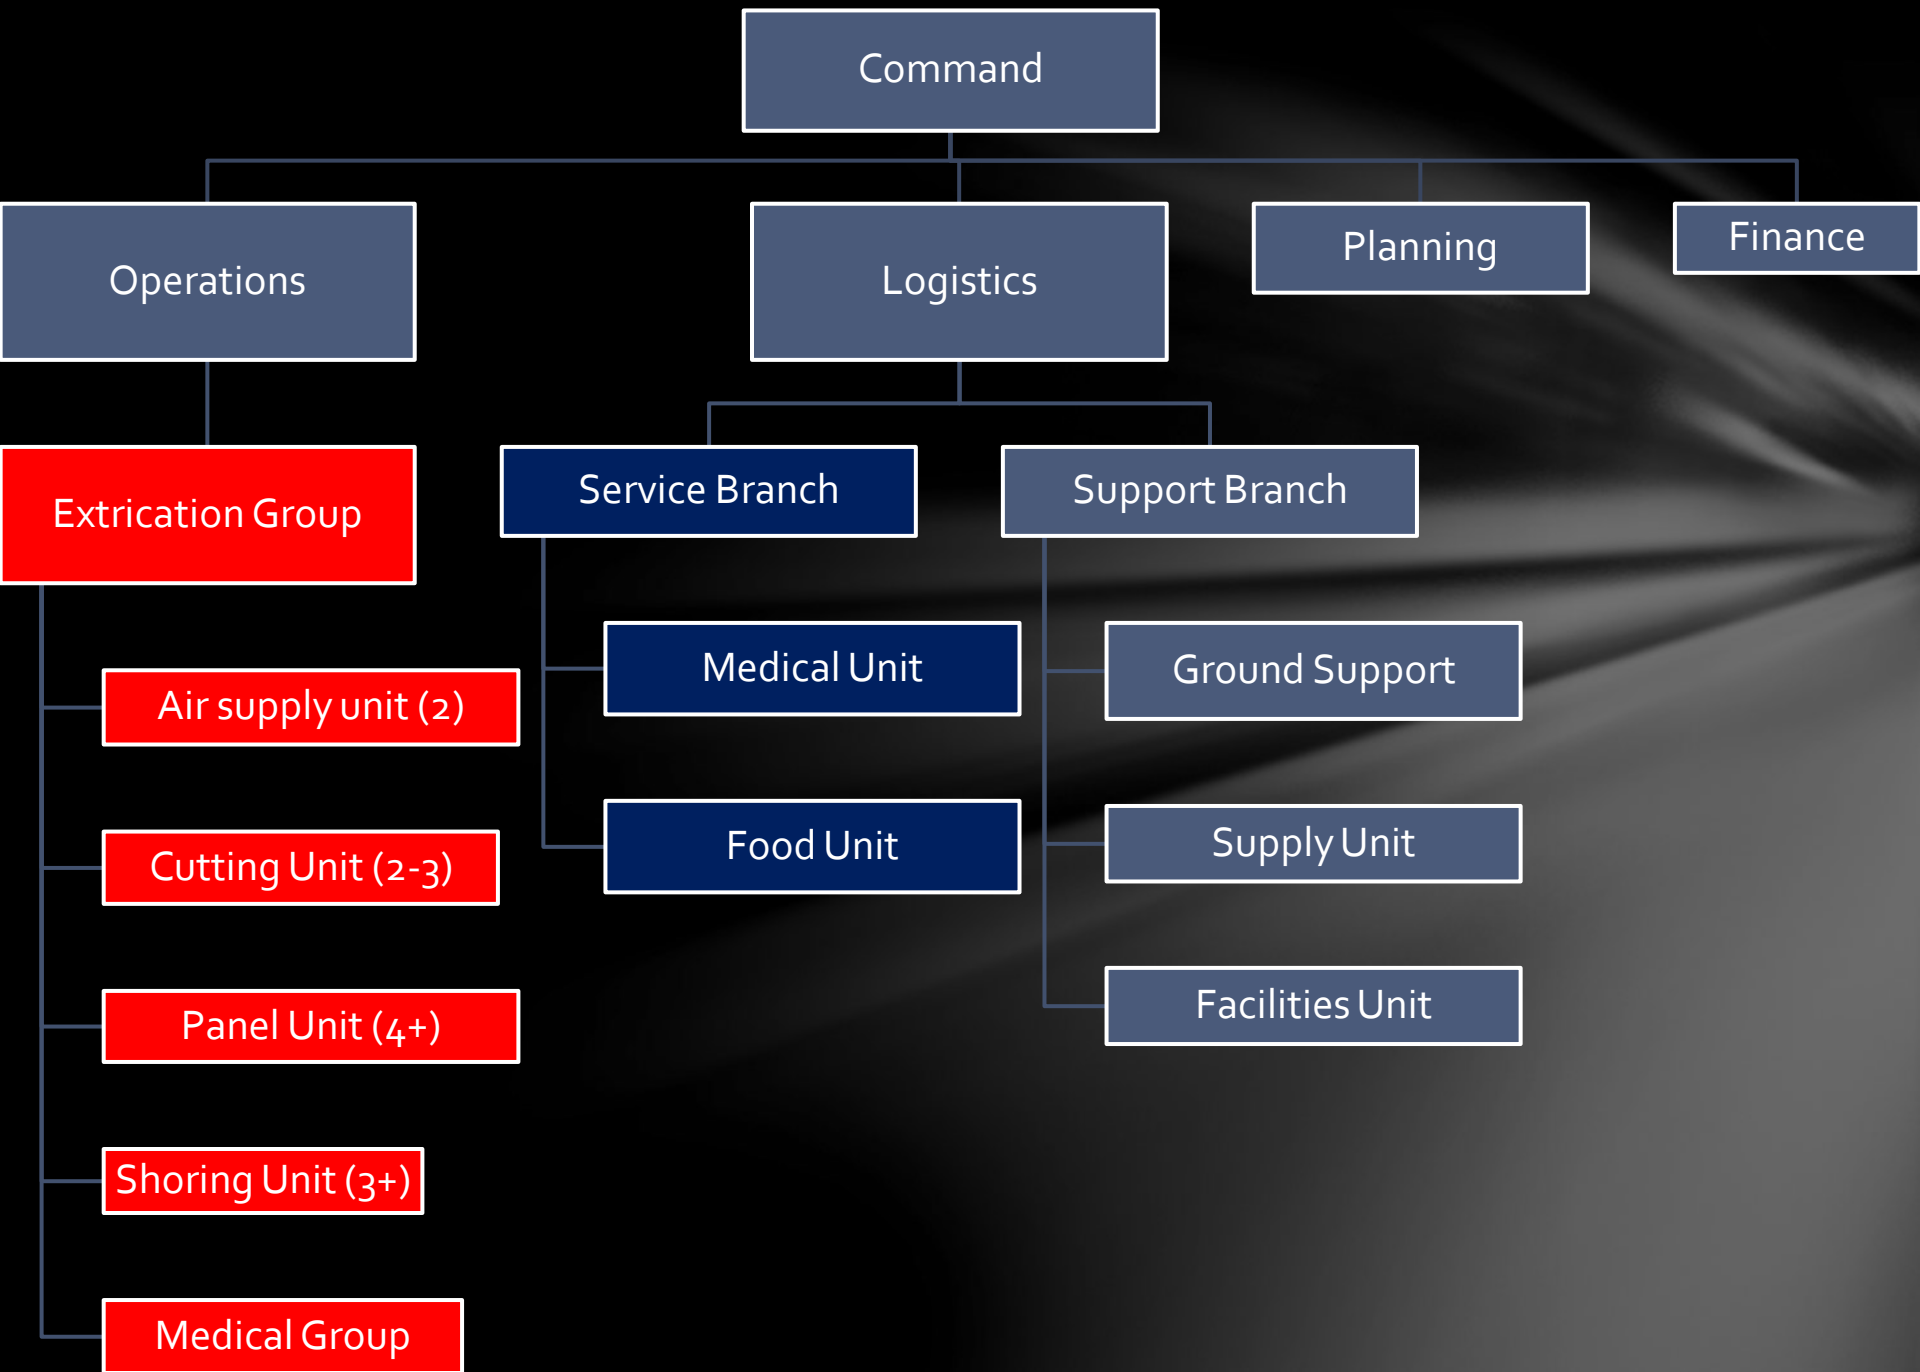 Command
Operations
Logistics
Planning
Finance
Extrication Group
Service Branch
Support Branch
Air supply unit (2)
Cutting Unit (2-3)
Panel Unit (4+)
Shoring Unit (3+)
Medical Group
Medical Unit
Food Unit
Ground Support
Supply Unit
Facilities Unit